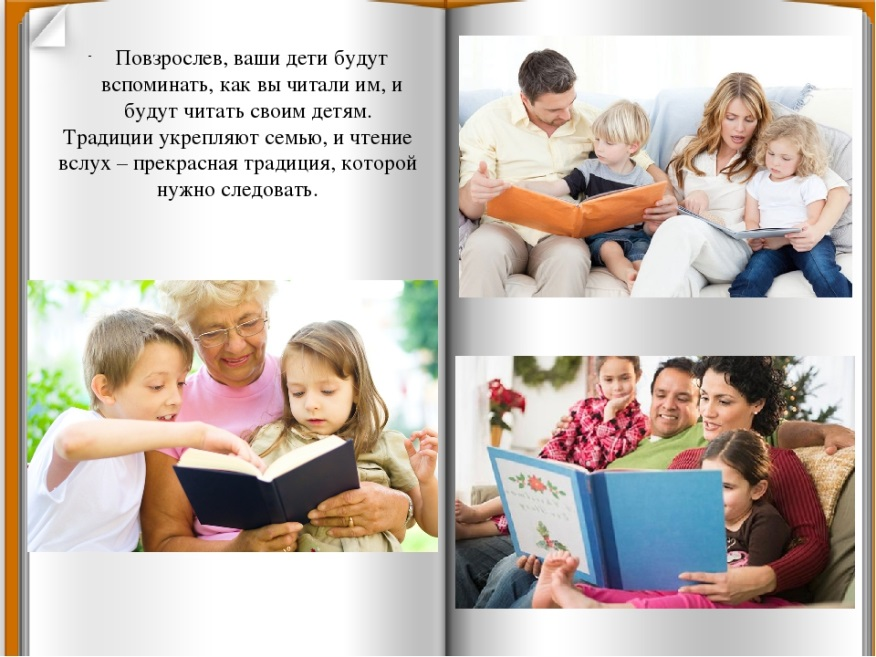 - Повзрослев, ваши дети будут
вспоминать, как вы читали им, и
будут читать своим детям.
Традиции укрепляют семью, и чтение
вслух – прекрасная традиция, которой
нужно следовать.